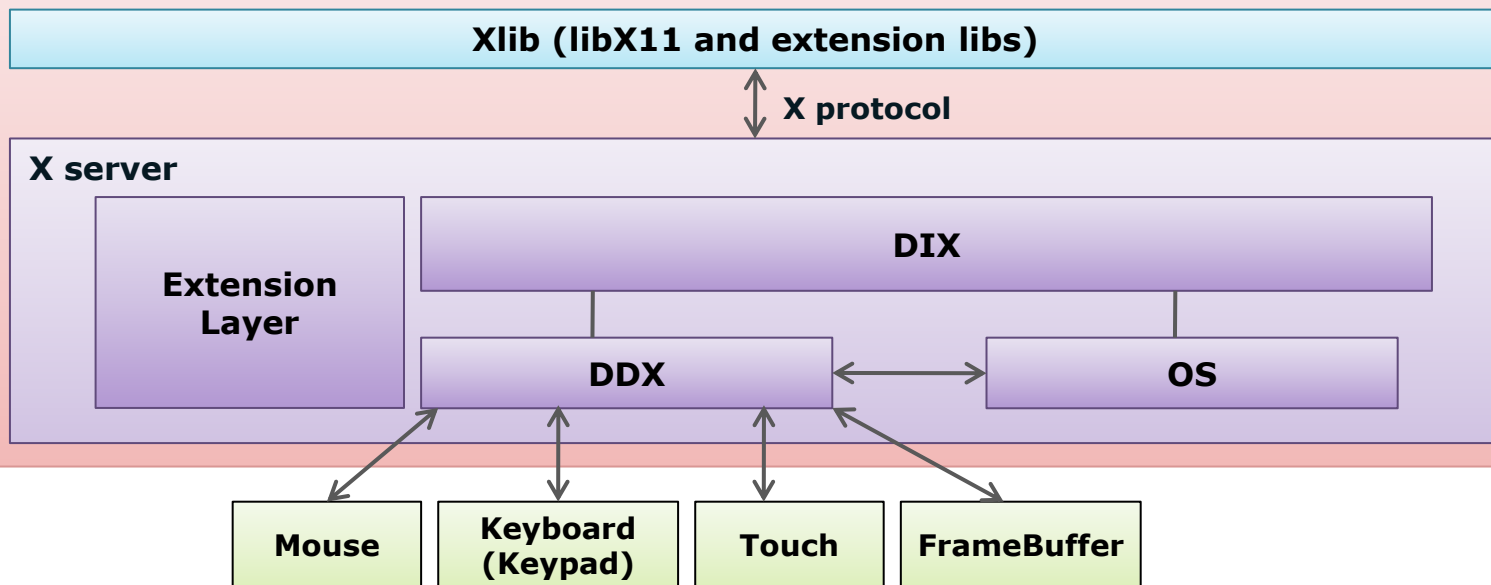 Xlib (libX11 and extension libs)
X protocol
X server
Extension
Layer
DIX
DDX
OS
Mouse
Keyboard
(Keypad)
Touch
FrameBuffer